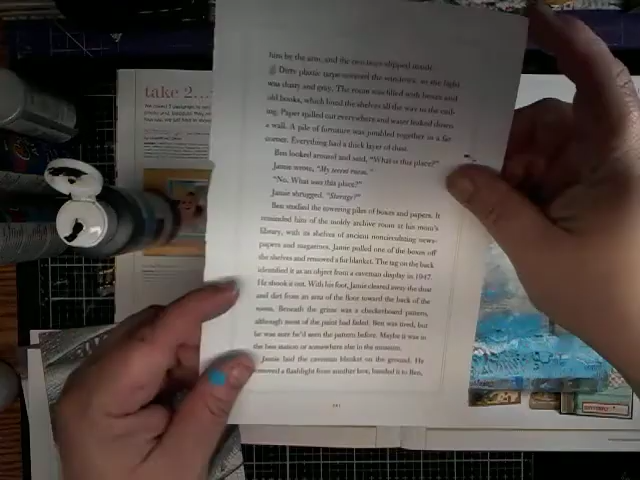 take 2...
him by the arm, and the two boys slipped inside.
Dirty plastic tarps covered the windows, so the light
was dusty and gray. The room was filled with boxes and
old books, which lined the shelves all the way to the ceil-
ing. Paper spilled out everywhere and water leaked down
a wall. A pile of furniture was jumbled together in a far
corner. Everything had a thick layer of dust.
Ben looked around and said, "What is this place?"
Jamie wrote, "My secret room."
"No. What was this place?"
Jamie shrugged. "Storage?"
Ben studied the towering piles of boxes and papers. It
reminded him of the moldy archive room at his mom's
library, with its shelves of ancient noncirculating news-
papers and magazines. Jamie pulled one of the boxes off
the shelves and removed a fur blanket. The tag on the back
identified it as an object from a caveman display in 1947.
He shook it out. With his foot, Jamie cleared away the dust
and dirt from an area of the floor toward the back of the
room. Beneath the grime was a checkerboard pattern,
although most of the paint had faded. Ben was tired, but
he was sure he'd seen the pattern before. Maybe it was in
the bus station or somewhere else in the museum.
Jamie laid the caveman blanket on the ground. He
removed a flashlight from another box, handed it to Ben,